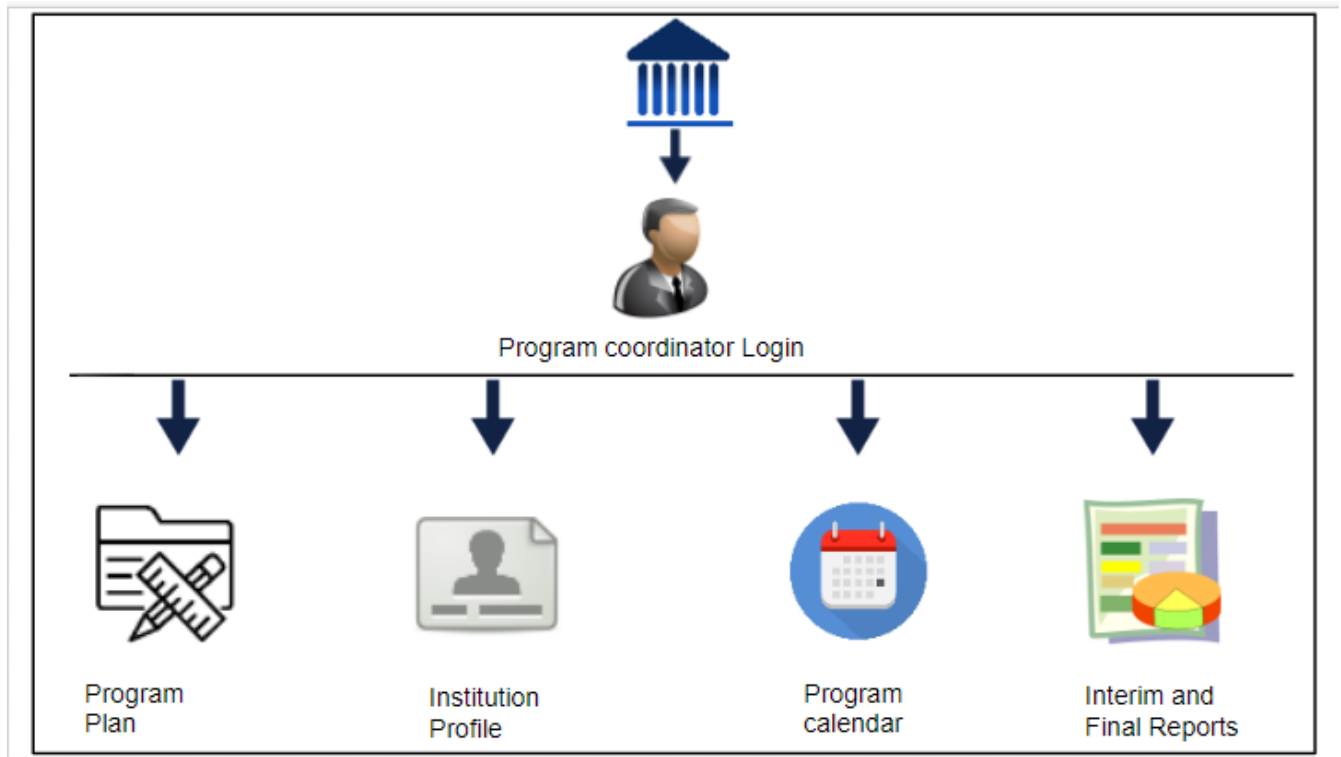 Program coordinator Login
Program
Plan
Institution
Profile
Program
calendar
Interim and
Final Reports